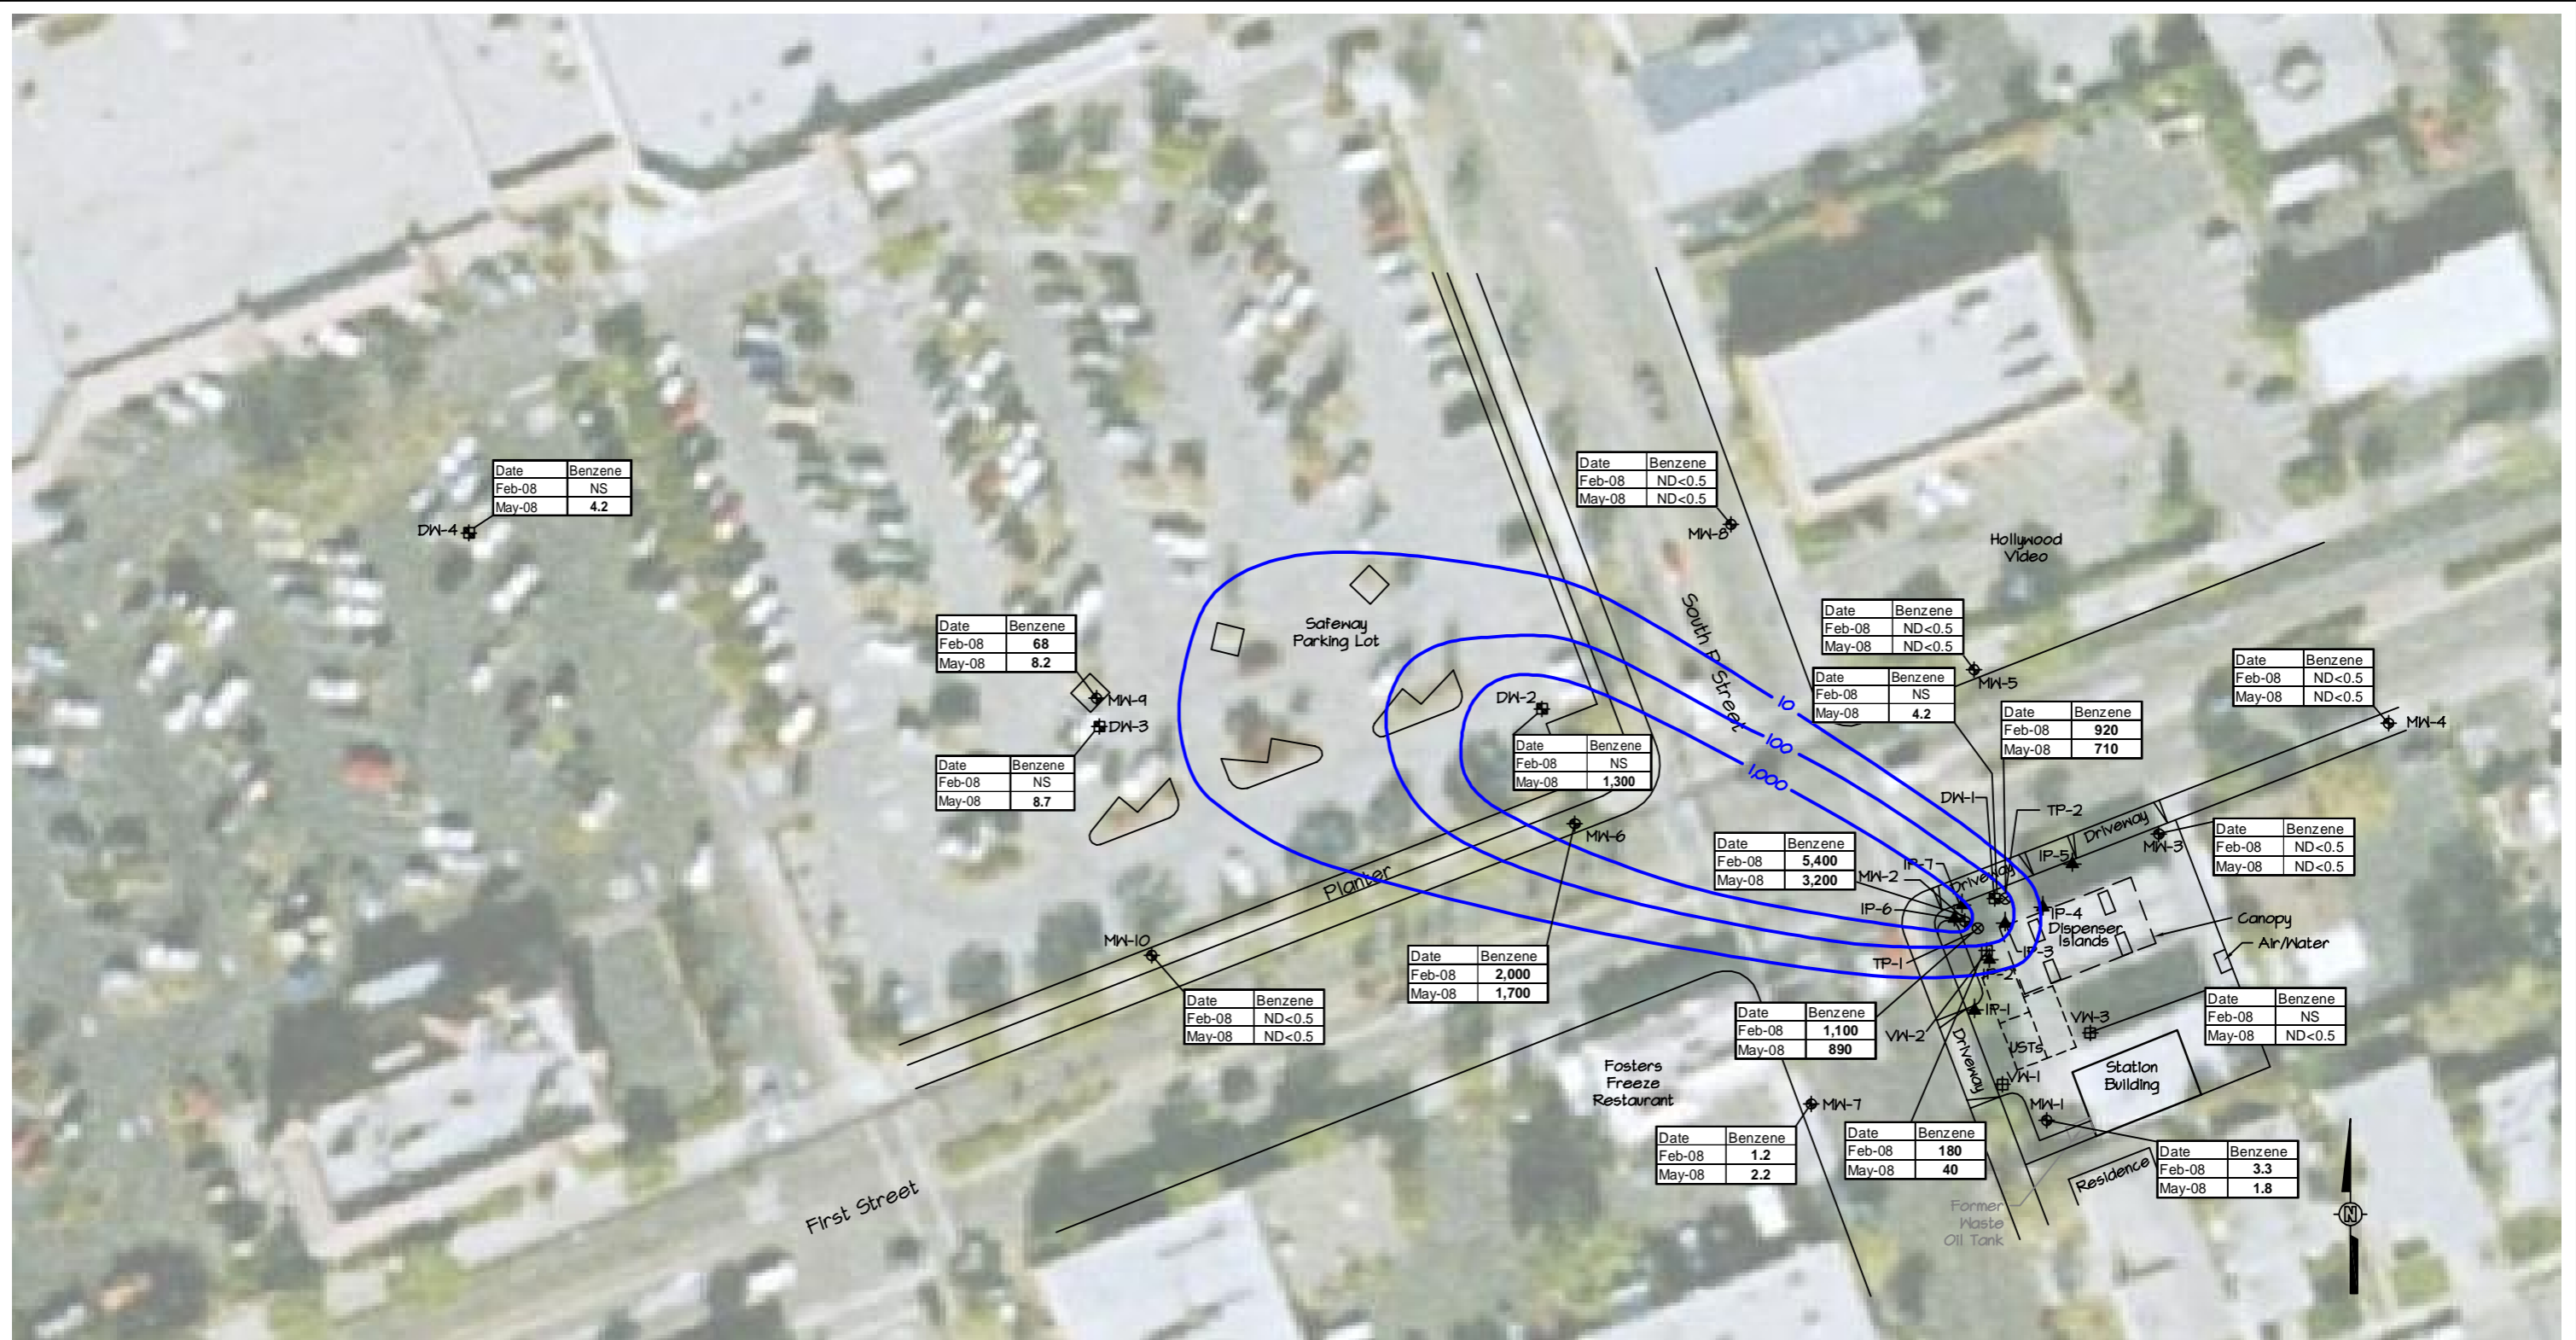 Date Benzene
Feb-08 NS
May-08 4.2
DW-4
Date Benzene
Feb-08 ND<0.5
May-08 ND<0.5
MW-8
Hollywood
Video
Date Benzene
Feb-08 68
May-08 8.2
MW-9
DW-3
Date Benzene
Feb-08 NS
May-08 8.7
Safeway
Parking Lot
South P Street
10
100
1,000
Date Benzene
Feb-08 ND<0.5
May-08 ND<0.5
MW-5
Date Benzene
Feb-08 NS
May-08 4.2
Date Benzene
Feb-08 920
May-08 710
Date Benzene
Feb-08 ND<0.5
May-08 ND<0.5
MW-4
DW-2
Date Benzene
Feb-08 NS
May-08 1,300
MW-6
DW-1
TP-2
Driveway
MW-3
Date Benzene
Feb-08 ND<0.5
May-08 ND<0.5
Date Benzene
Feb-08 5,400
May-08 3,200
IP-7
MW-2
IP-6
Driveway
IP-5
IP-4
Dispenser
Islands
Canopy
Air/Water
IP-3
TP-1
IP-2
Planter
MW-10
Date Benzene
Feb-08 ND<0.5
May-08 ND<0.5
Date Benzene
Feb-08 2,000
May-08 1,700
Date Benzene
Feb-08 1,100
May-08 890
VW-2
IP-1
Driveway
VW-3
USTs
Date Benzene
Feb-08 NS
May-08 ND<0.5
Fosters
Freeze
Restaurant
VW-1
Station
Building
MW-7
MW-1
Date Benzene
Feb-08 1.2
May-08 2.2
Date Benzene
Feb-08 180
May-08 40
Date Benzene
Feb-08 3.3
May-08 1.8
Residence
Former
Waste
Oil Tank
First Street
N